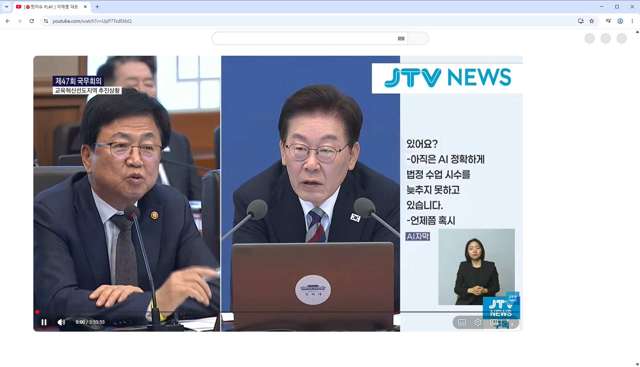 youtube.com/watch?v=
제47회 국무회의
교육혁신선도지역 추진상황
JTV NEWS
있어요?
-아직은 AI 정확하게
법정 수업 시수를
늦추지 못하고
있습니다.
-언제쯤 혹시
AI자막
JTV
NEWS